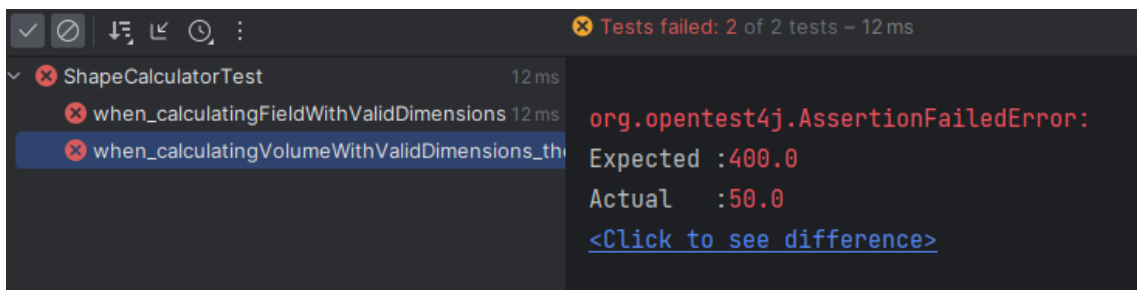 Tests failed: 2 of 2 tests – 12 ms
ShapeCalculatorTest 12 ms
when_calculatingFieldWithValidDimensions 12 ms
when_calculatingVolumeWithValidDimensions_the
org.opentest4j.AssertionFailedError:
Expected :400.0
Actual :50.0
<Click to see difference>